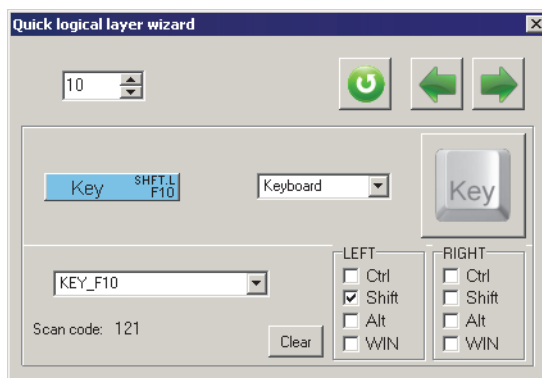 Quick logical layer wizard
10
Key SHFT.L
F10
Keyboard
Key
KEY_F10
Scan code: 121
Clear
LEFT
Ctrl
Shift
Alt
WIN
RIGHT
Ctrl
Shift
Alt
WIN